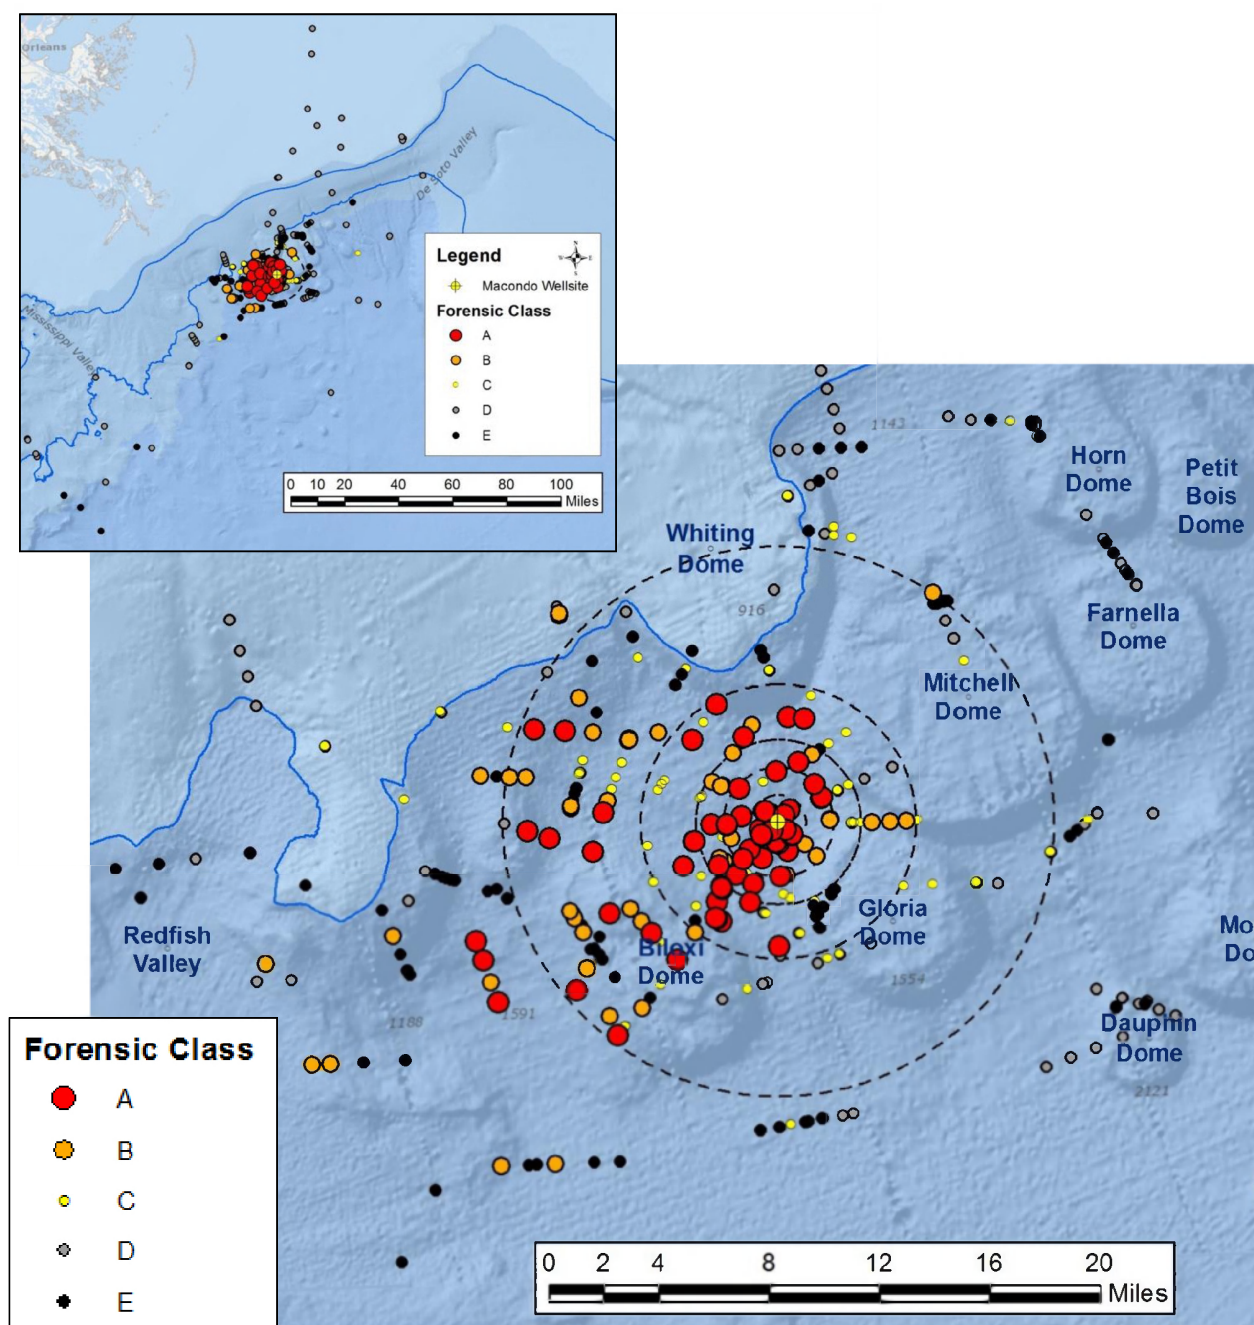 Orleans
De Soto Valley
Mississippi Valley
Legend
Macondo Wellsite
Forensic Class
A
B
C
D
E
0 10 20 40 60 80 100
Miles
1143
Horn
Dome
Petit
Bois
Dome
Whiting
Dome
916
Farnella
Dome
Mitchell
Dome
Gloria
Dome
Redfish
Valley
Biloxi
Dome
Mo
Do
1554
1188
1591
Dauphin
Dome
2121
Forensic Class
A
B
C
D
E
0 2 4 8 12 16 20
Miles